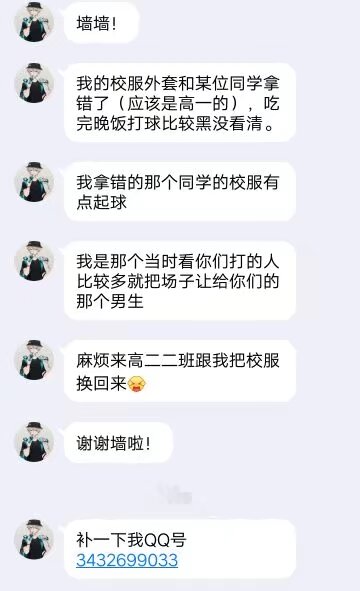 墙墙！
我的校服外套和某位同学拿
错了（应该是高一的），吃
完晚饭打球比较黑没看清。
我拿错的那个同学的校服有
点起球
我是那个当时看你们打的人
比较多就把场子让给你们的
那个男生
麻烦来高二二班跟我把校服
换回来😝
谢谢墙啦！
补一下我QQ号
3432699033